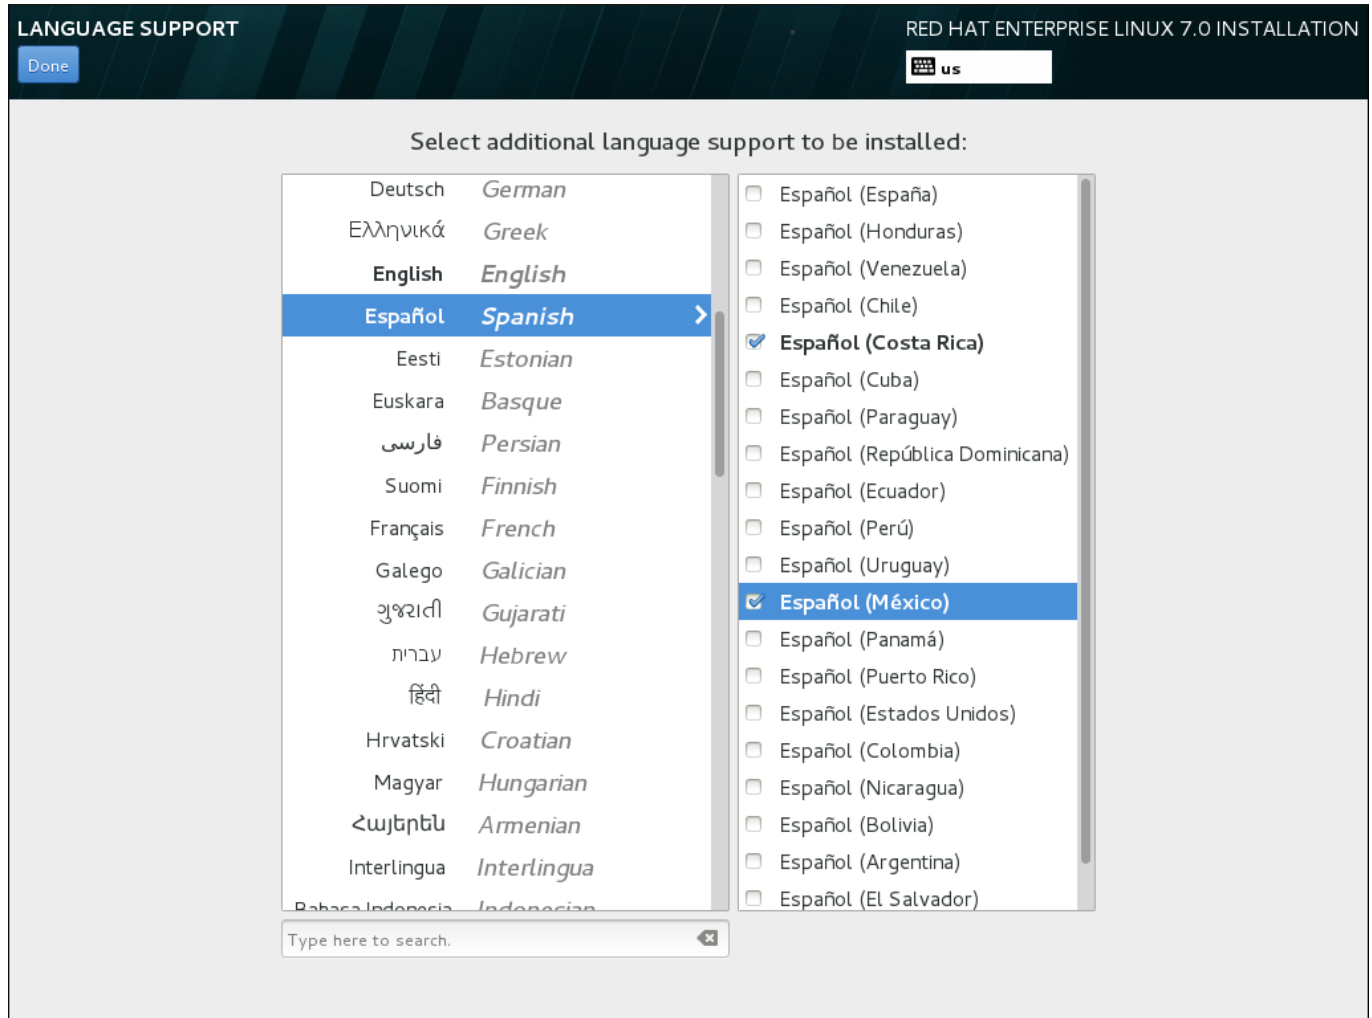 LANGUAGE SUPPORT
RED HAT ENTERPRISE LINUX 7.0 INSTALLATION
Done
us
Select additional language support to be installed:
Deutsch German
Ελληνικά Greek
English English
Español Spanish
Eesti Estonian
Euskara Basque
فارسی Persian
Suomi Finnish
Français French
Galego Galician
ગુજરાતી Gujarati
עברית Hebrew
हिंदी Hindi
Hrvatski Croatian
Magyar Hungarian
Հայերեն Armenian
Interlingua Interlingua
Bahasa Indonesia Indonesian
Español (España)
Español (Honduras)
Español (Venezuela)
Español (Chile)
Español (Costa Rica)
Español (Cuba)
Español (Paraguay)
Español (República Dominicana)
Español (Ecuador)
Español (Perú)
Español (Uruguay)
Español (México)
Español (Panamá)
Español (Puerto Rico)
Español (Estados Unidos)
Español (Colombia)
Español (Nicaragua)
Español (Bolivia)
Español (Argentina)
Español (El Salvador)
Type here to search.